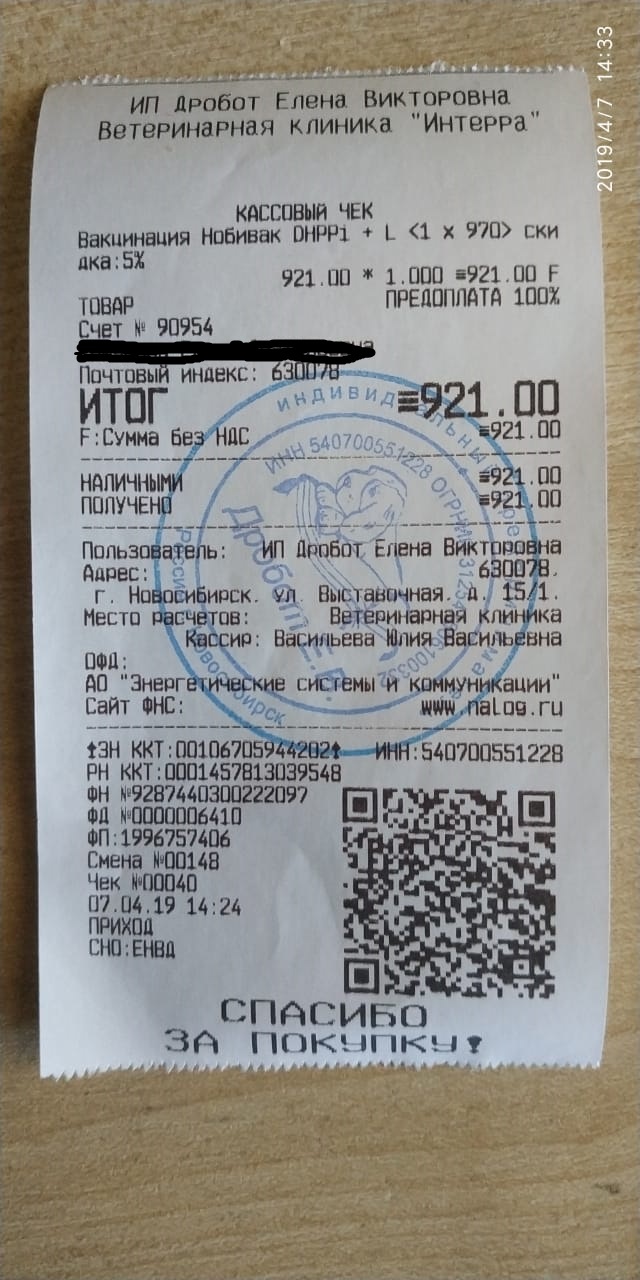 2019/4/7 14:33
ИП Дробот Елена Викторовна
Ветеринарная клиника "Интерра"
КАССОВЫЙ ЧЕК
Вакцинация Нобивак DHPPi + L <1 x 970> ски
дка:5%
921.00 * 1.000 ≡921.00 F
ТОВАР ПРЕДОПЛАТА 100%
Счет № 90954
Почтовый индекс: 630078
ИТОГ ≡921.00
F:Сумма без НДС ≡921.00
НАЛИЧНЫМИ ≡921.00
ПОЛУЧЕНО ≡921.00
Пользователь: ИП Дробот Елена Викторовна
Адрес: 630078,
г. Новосибирск. ул. Выставочная. д. 15/1.
Место расчетов: Ветеринарная клиника
Кассир: Васильева Юлия Васильевна
ОФД:
АО "Энергетические системы и коммуникации"
Сайт ФНС: www.nalog.ru
ЗН ККТ:00106705944202 ИНН:540700551228
РН ККТ:0001457813039548
ФН №9287440300222097
ФД №0000006410
ФП:1996757406
Смена №00148
Чек №00040
07.04.19 14:24
ПРИХОД
СНО:ЕНВД
СПАСИБО
ЗА ПОКУПКУ!
ИНН 540700551228
Дробот Е.В.